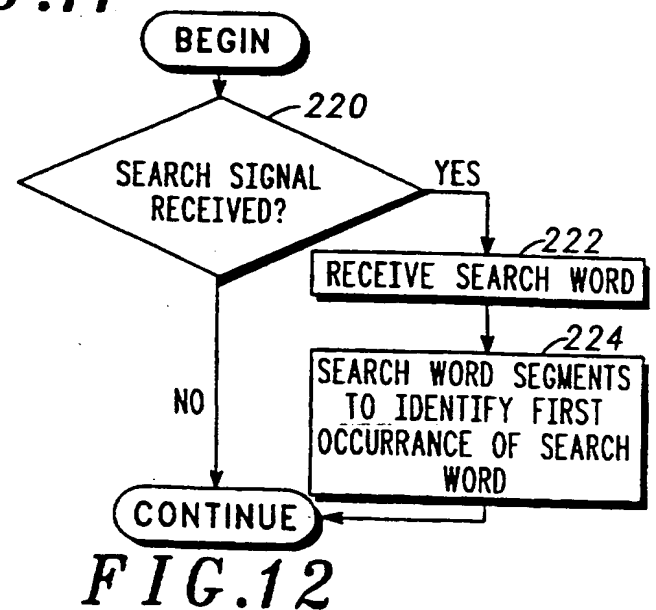 BEGIN
220
SEARCH SIGNAL
RECEIVED?
YES
222
RECEIVE SEARCH WORD
224
SEARCH WORD SEGMENTS
TO IDENTIFY FIRST
OCCURRANCE OF SEARCH
WORD
NO
CONTINUE
FIG.12